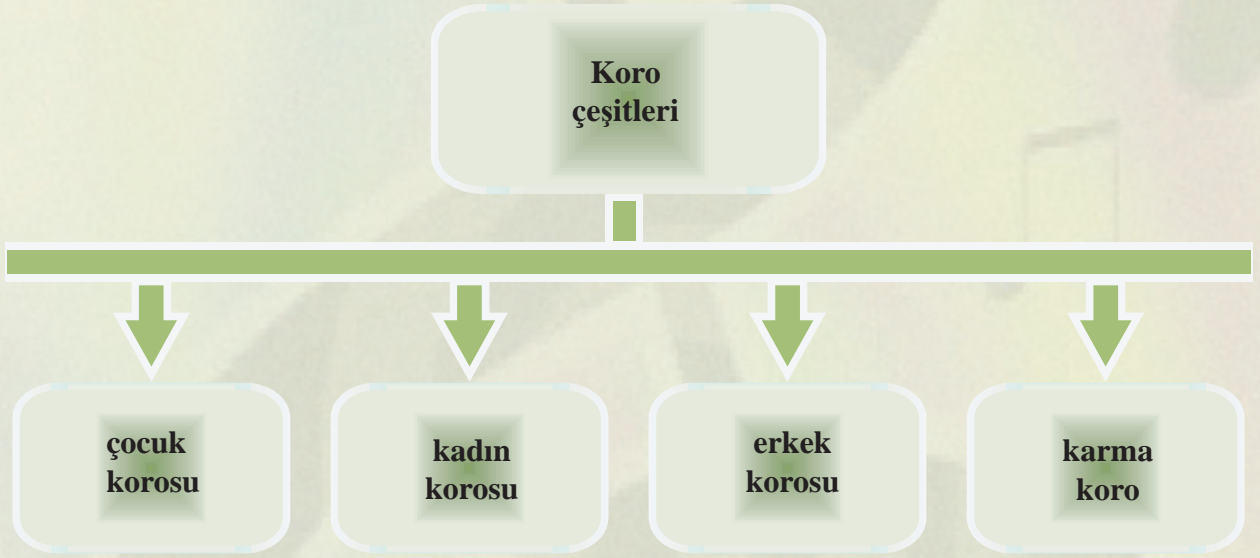 Koro
çeşitleri
çocuk
korosu
kadın
korosu
erkek
korosu
karma
koro